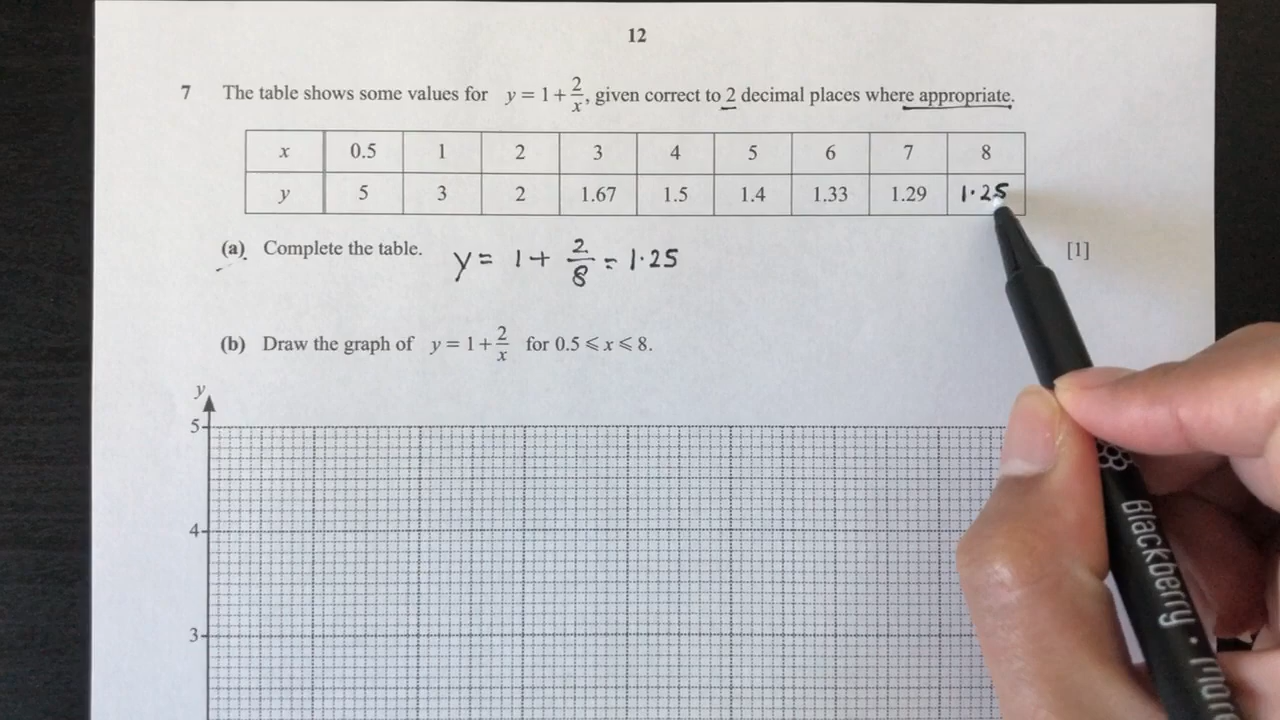 12
7 The table shows some values for y = 1 + 2/x, given correct to 2 decimal places where appropriate.
x 0.5 1 2 3 4 5 6 7 8
y 5 3 2 1.67 1.5 1.4 1.33 1.29 1·25
(a) Complete the table. y = 1 + 2/8 = 1·25 [1]
(b) Draw the graph of y = 1 + 2/x for 0.5 ⩽ x ⩽ 8.
y
5
4
3
Blackberry